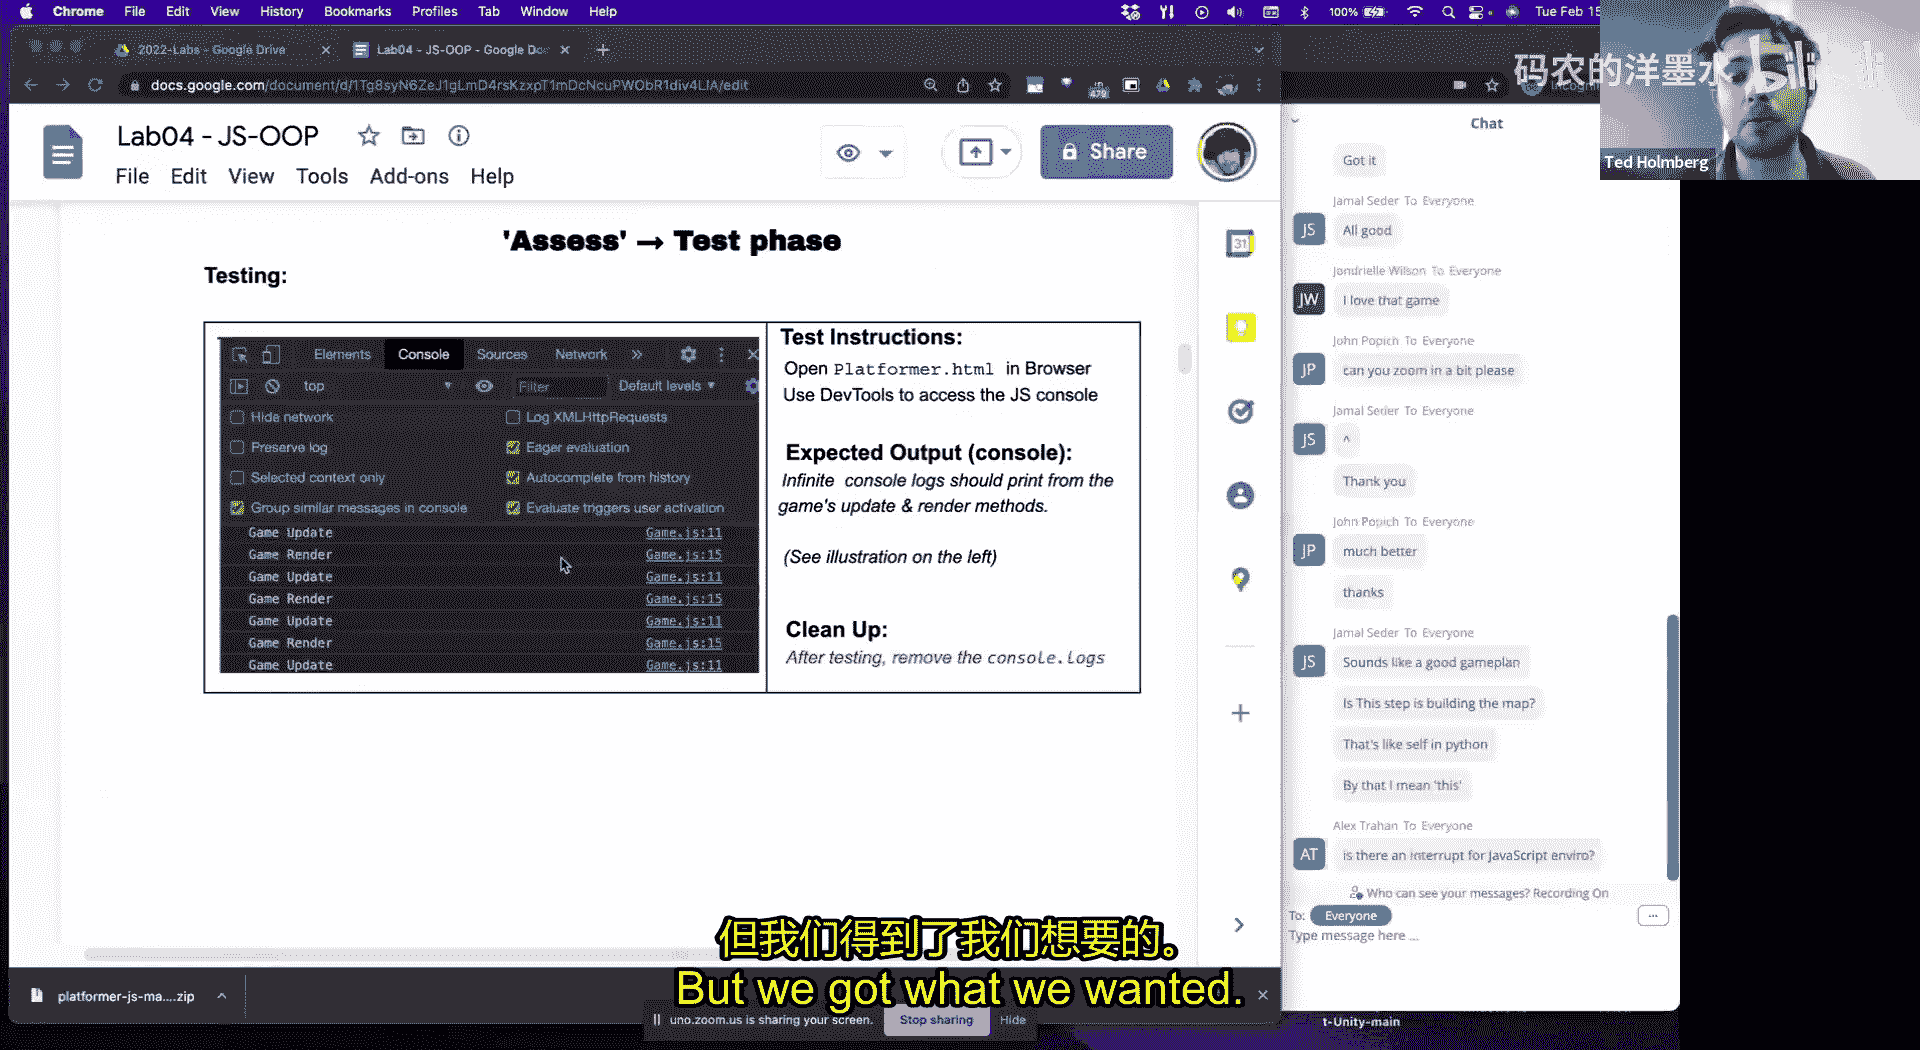 Chrome File Edit View History Bookmarks Profiles Tab Window Help
100%
Tue Feb 15
2022-Labs - Google Drive
Lab04 - JS-OOP - Google Do
docs.google.com/document/d/1Tg8syN6ZeJ1gLmD4rsKzxpT1mDcNcuPWObR1div4LIA/edit
码农的洋墨水
bilibili
Ted Holmberg
Lab04 - JS-OOP
File Edit View Tools Add-ons Help
Share
'Assess' → Test phase
Testing:
Elements Console Sources Network
top
Filter
Default levels
Hide network
Log XMLHttpRequests
Preserve log
Eager evaluation
Selected context only
Autocomplete from history
Group similar messages in console
Evaluate triggers user activation
Game Update Game.js:11
Game Render Game.js:15
Game Update Game.js:11
Game Render Game.js:15
Game Update Game.js:11
Game Render Game.js:15
Game Update Game.js:11
Test Instructions:
Open Platformer.html in Browser
Use DevTools to access the JS console
Expected Output (console):
Infinite console logs should print from the
game's update & render methods.
(See illustration on the left)
Clean Up:
After testing, remove the console.logs
31
Chat
Got it
Jamal Seder To Everyone
JS
All good
Jondrielle Wilson To Everyone
JW
I love that game
John Popich To Everyone
JP
can you zoom in a bit please
Jamal Seder To Everyone
JS
^
Thank you
John Popich To Everyone
JP
much better
thanks
Jamal Seder To Everyone
JS
Sounds like a good gameplan
Is This step is building the map?
That's like self in python
By that I mean 'this'
Alex Trahan To Everyone
AT
is there an interrupt for JavaScript enviro?
Who can see your messages? Recording On
To: Everyone
Type message here ...
但我们得到了我们想要的。
But we got what we wanted.
platformer-js-ma....zip
uno.zoom.us is sharing your screen.
Stop sharing
Hide
t-Unity-main